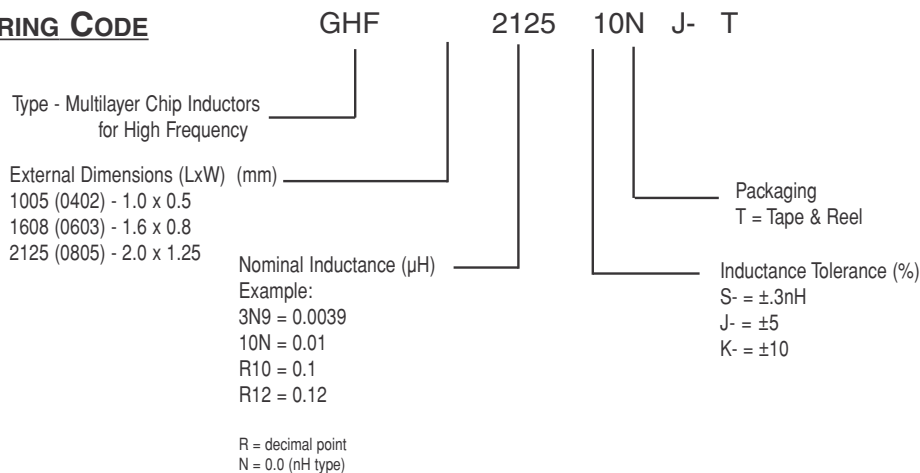 RING CODE
GHF 2125 10N J- T
Type - Multilayer Chip Inductors
for High Frequency
External Dimensions (LxW) (mm)
1005 (0402) - 1.0 x 0.5
1608 (0603) - 1.6 x 0.8
2125 (0805) - 2.0 x 1.25
Nominal Inductance (µH)
Example:
3N9 = 0.0039
10N = 0.01
R10 = 0.1
R12 = 0.12
R = decimal point
N = 0.0 (nH type)
Packaging
T = Tape & Reel
Inductance Tolerance (%)
S- = ±.3nH
J- = ±5
K- = ±10